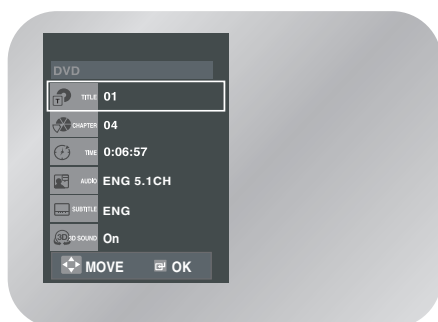 DVD
TITLE 01
CHAPTER 04
TIME 0:06:57
AUDIO ENG 5.1CH
SUBTITLE ENG
3D 3D SOUND On
MOVE OK